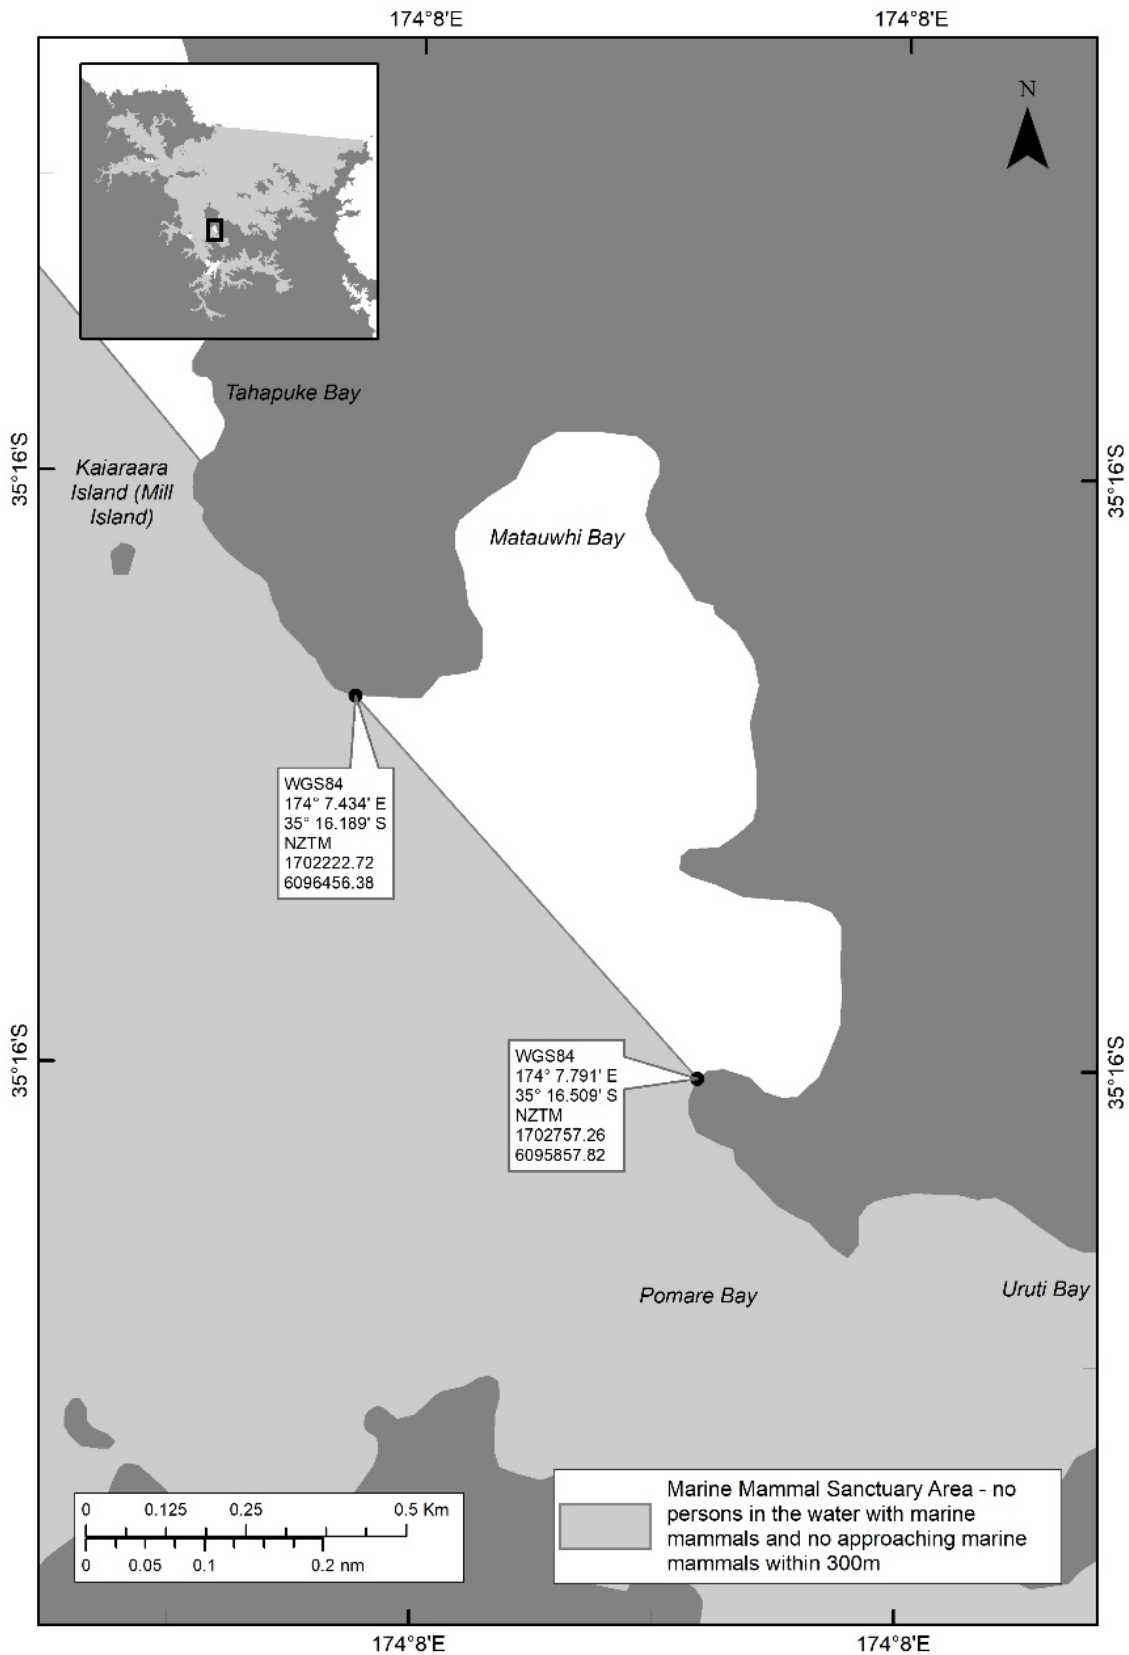 174°8'E
174°8'E
N
Tahapuke Bay
35°16'S
Kaiaraara
Island (Mill
Island)
35°16'S
Matauwhi Bay
WGS84
174° 7.434' E
35° 16.189' S
NZTM
1702222.72
6096456.38
35°16'S
WGS84
174° 7.791' E
35° 16.509' S
NZTM
1702757.26
6095857.82
35°16'S
Pomare Bay
Uruti Bay
0 0.125 0.25 0.5 Km
0 0.05 0.1 0.2 nm
Marine Mammal Sanctuary Area - no
persons in the water with marine
mammals and no approaching marine
mammals within 300m
174°8'E
174°8'E